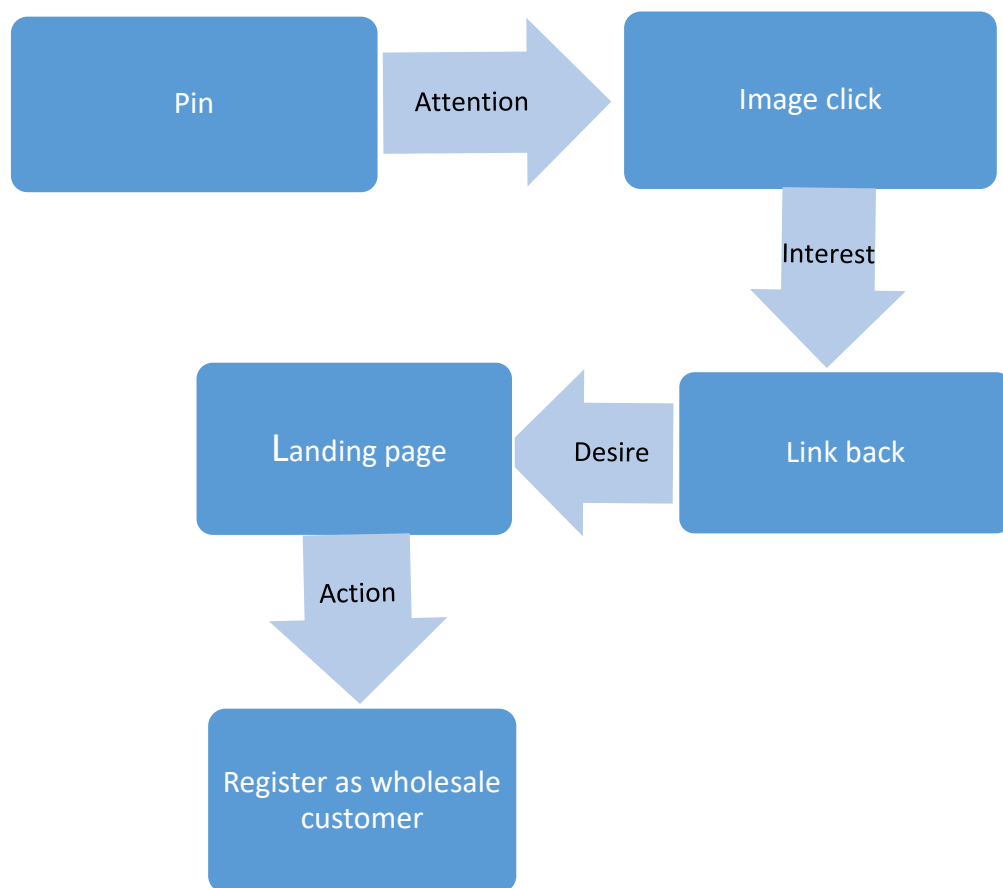 Pin
Attention
Image click
Interest
Link back
Desire
Landing page
Action
Register as wholesale
customer